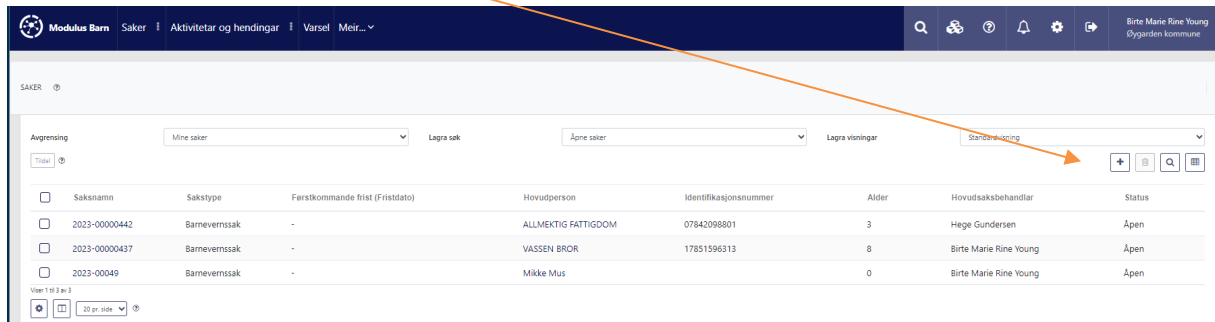 Modulus Barn Saker Aktivitetar og hendingar Varsel Meir... Birte Marie Rine Young
Øygarden kommune
SAKER
Avgrensing Mine saker Lagra søk Åpne saker Lagra visningar Standardvisning
Tildel
Saksnamn Sakstype Førstkommande frist (Fristdato) Hovudperson Identifikasjonsnummer Alder Hovudsaksbehandlar Status
2023-00000442 Barnevernssak - ALLMEKTIG FATTIGDOM 07842098801 3 Hege Gundersen Åpen
2023-00000437 Barnevernssak - VASSEN BROR 17851596313 8 Birte Marie Rine Young Åpen
2023-00049 Barnevernssak - Mikke Mus 0 Birte Marie Rine Young Åpen
Viser 1 til 3 av 3
20 pr. side